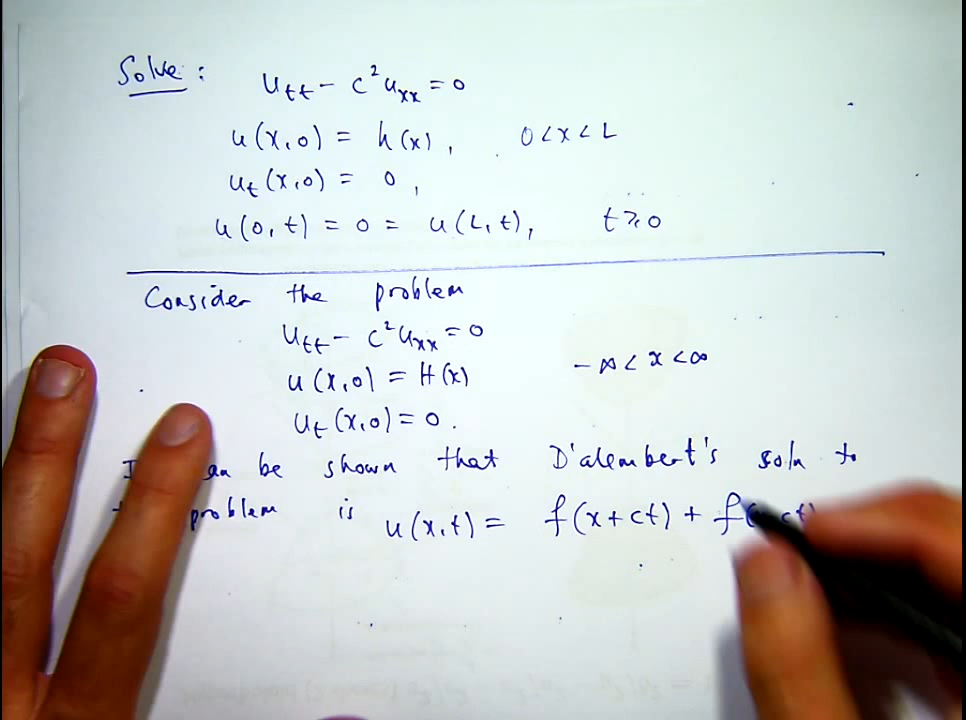 Solve: u_tt − c²u_xx = 0
u(x,0) = h(x), 0<x<L
u_t(x,0) = 0,
u(0,t) = 0 = u(L,t), t≥0
Consider the problem
u_tt − c²u_xx = 0
u(x,0) = H(x) −∞<x<∞
u_t(x,0) = 0.
be shown that D'alembert's soln to
problem is u(x,t) = f(x+ct) + f